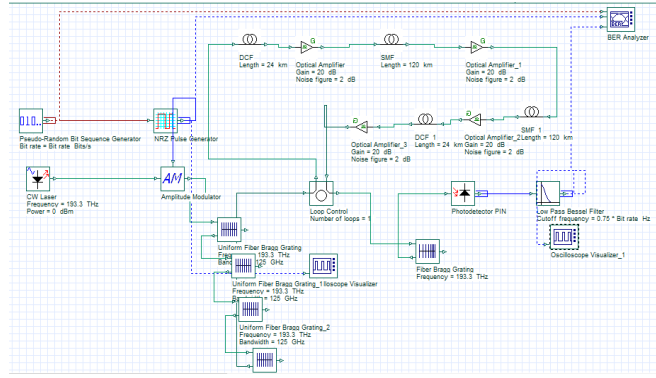 BER Analyzer
G
G
DCF
Length = 24 km
Optical Amplifier
Gain = 20 dB
Noise figure = 2 dB
SMF
Length = 120 km
Optical Amplifier_1
Gain = 20 dB
Noise figure = 2 dB
Pseudo-Random Bit Sequence Generator
Bit rate = Bit rate Bits/s
NRZ Pulse Generator
G
G
Optical Amplifier_3
Gain = 20 dB
Noise figure = 2 dB
DCF 1
Length = 24 km
Optical Amplifier_2
Gain = 20 dB
Noise figure = 2 dB
SMF 1
Length = 120 km
CW Laser
Frequency = 193.3 THz
Power = 0 dBm
AM
Amplitude Modulator
Loop Control
Number of loops = 1
Photodetector PIN
Low Pass Bessel Filter
Cutoff frequency = 0.75 * Bit rate Hz
Oscilloscope Visualizer_1
Uniform Fiber Bragg Grating
193.3 THz
125 GHz
Fiber Bragg Grating
Frequency = 193.3 THz
Uniform Fiber Bragg Grating_1
lloscope Visualizer
Frequency = 193.3 THz
= 125 GHz
Uniform Fiber Bragg Grating_2
Frequency = 193.3 THz
Bandwidth = 125 GHz